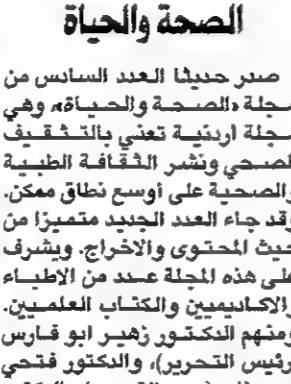 الصحة والحياة
صدر حديثا العدد السادس من
مجلة «الصحة والحياة» وهي
مجلة اردنية تعني بالتثقيف
الصحي ونشر الثقافة الطبية
والصحية على أوسع نطاق ممكن.
وقد جاء العدد الجديد متميزا من
حيث المحتوى والاخراج. ويشرف
على هذه المجلة عدد من الاطباء
والاكاديميين والكتاب العلميين.
ومنهم الدكتور زهير ابو فارس
(رئيس التحرير)، والدكتور فتحي